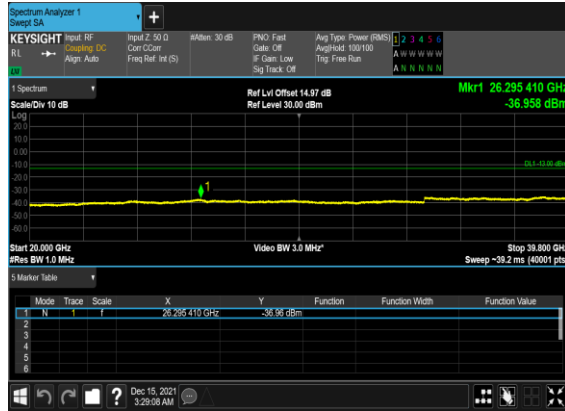 Spectrum Analyzer 1
Swept SA
KEYSIGHT Input: RF Input Z: 50 Ω #Atten: 30 dB PNO: Fast Avg Type: Power (RMS) 1 2 3 4 5 6
RL Coupling: DC Corr CCorr Gate: Off Avg|Hold: 100/100 A W W W W W
Align: Auto Freq Ref: Int (S) IF Gain: Low Trig: Free Run
LW Sig Track: Off A N N N N N
1 Spectrum Ref Lvl Offset 14.97 dB Mkr1 26.295 410 GHz
Scale/Div 10 dB Ref Level 30.00 dBm -36.958 dBm
Log
20.0
10.0
0.00
-10.0 DL1 -13.00 dBm
-20.0
1
-30.0
-40.0
-50.0
-60.0
Start 20.000 GHz Video BW 3.0 MHz* Stop 39.800 GHz
#Res BW 1.0 MHz Sweep ~39.2 ms (40001 pts)
5 Marker Table
Mode Trace Scale X Y Function Function Width Function Value
1 N 1 f 26.295 410 GHz -36.96 dBm
2
3
4
5
6
? Dec 15, 2021
3:29:08 AM